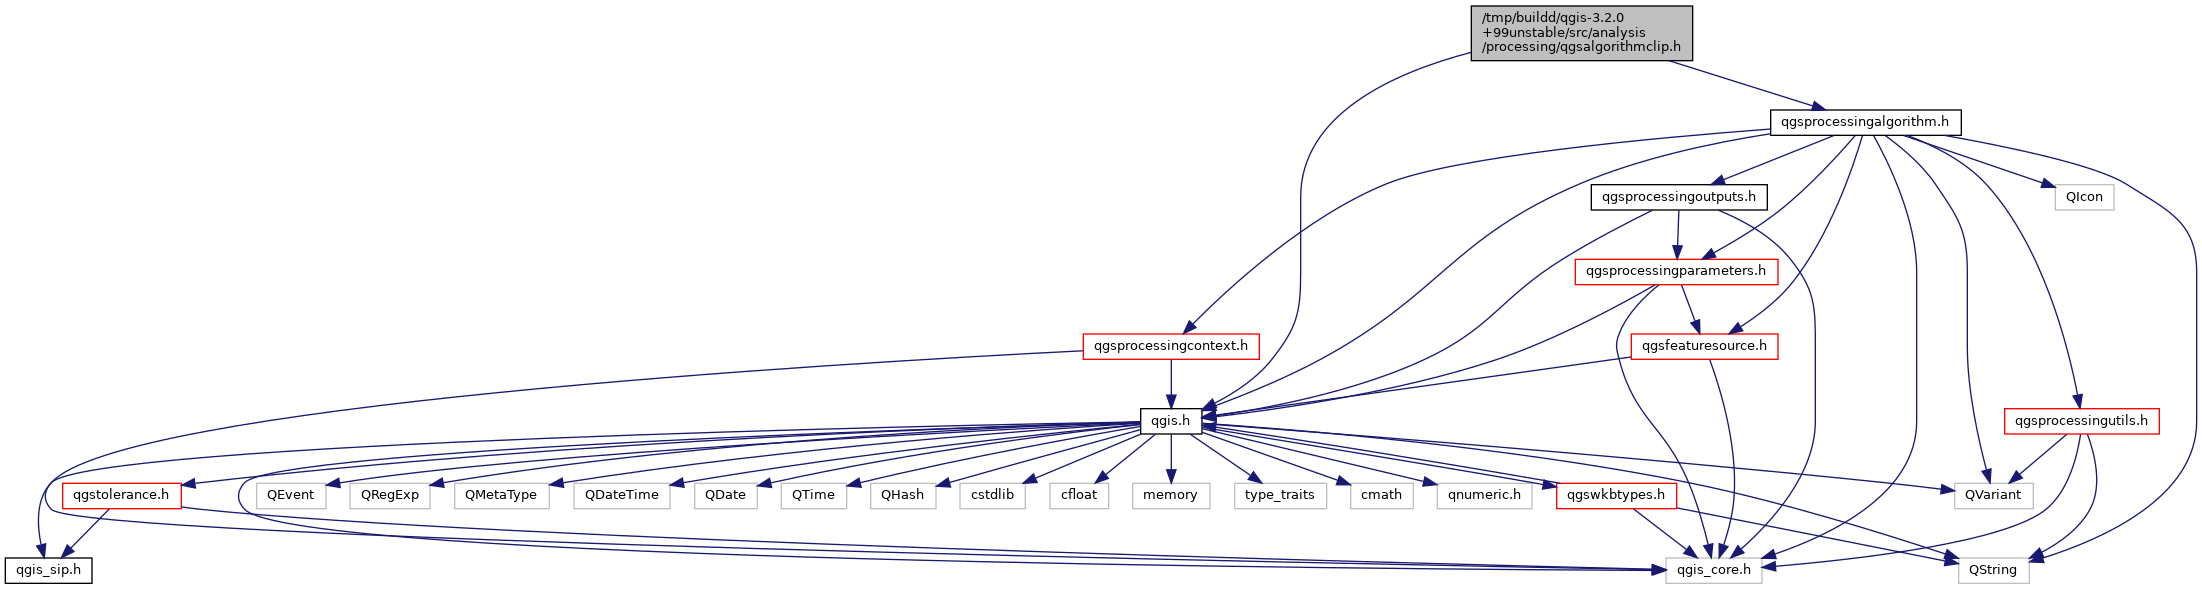 /tmp/buildd/qgis-3.2.0
+99unstable/src/analysis
/processing/qgsalgorithmclip.h
qgsprocessingalgorithm.h
qgsprocessingoutputs.h
QIcon
qgsprocessingparameters.h
qgsprocessingcontext.h
qgsfeaturesource.h
qgis.h
qgsprocessingutils.h
qgstolerance.h
QEvent
QRegExp
QMetaType
QDateTime
QDate
QTime
QHash
cstdlib
cfloat
memory
type_traits
cmath
qnumeric.h
qgswkbtypes.h
QVariant
qgis_sip.h
qgis_core.h
QString